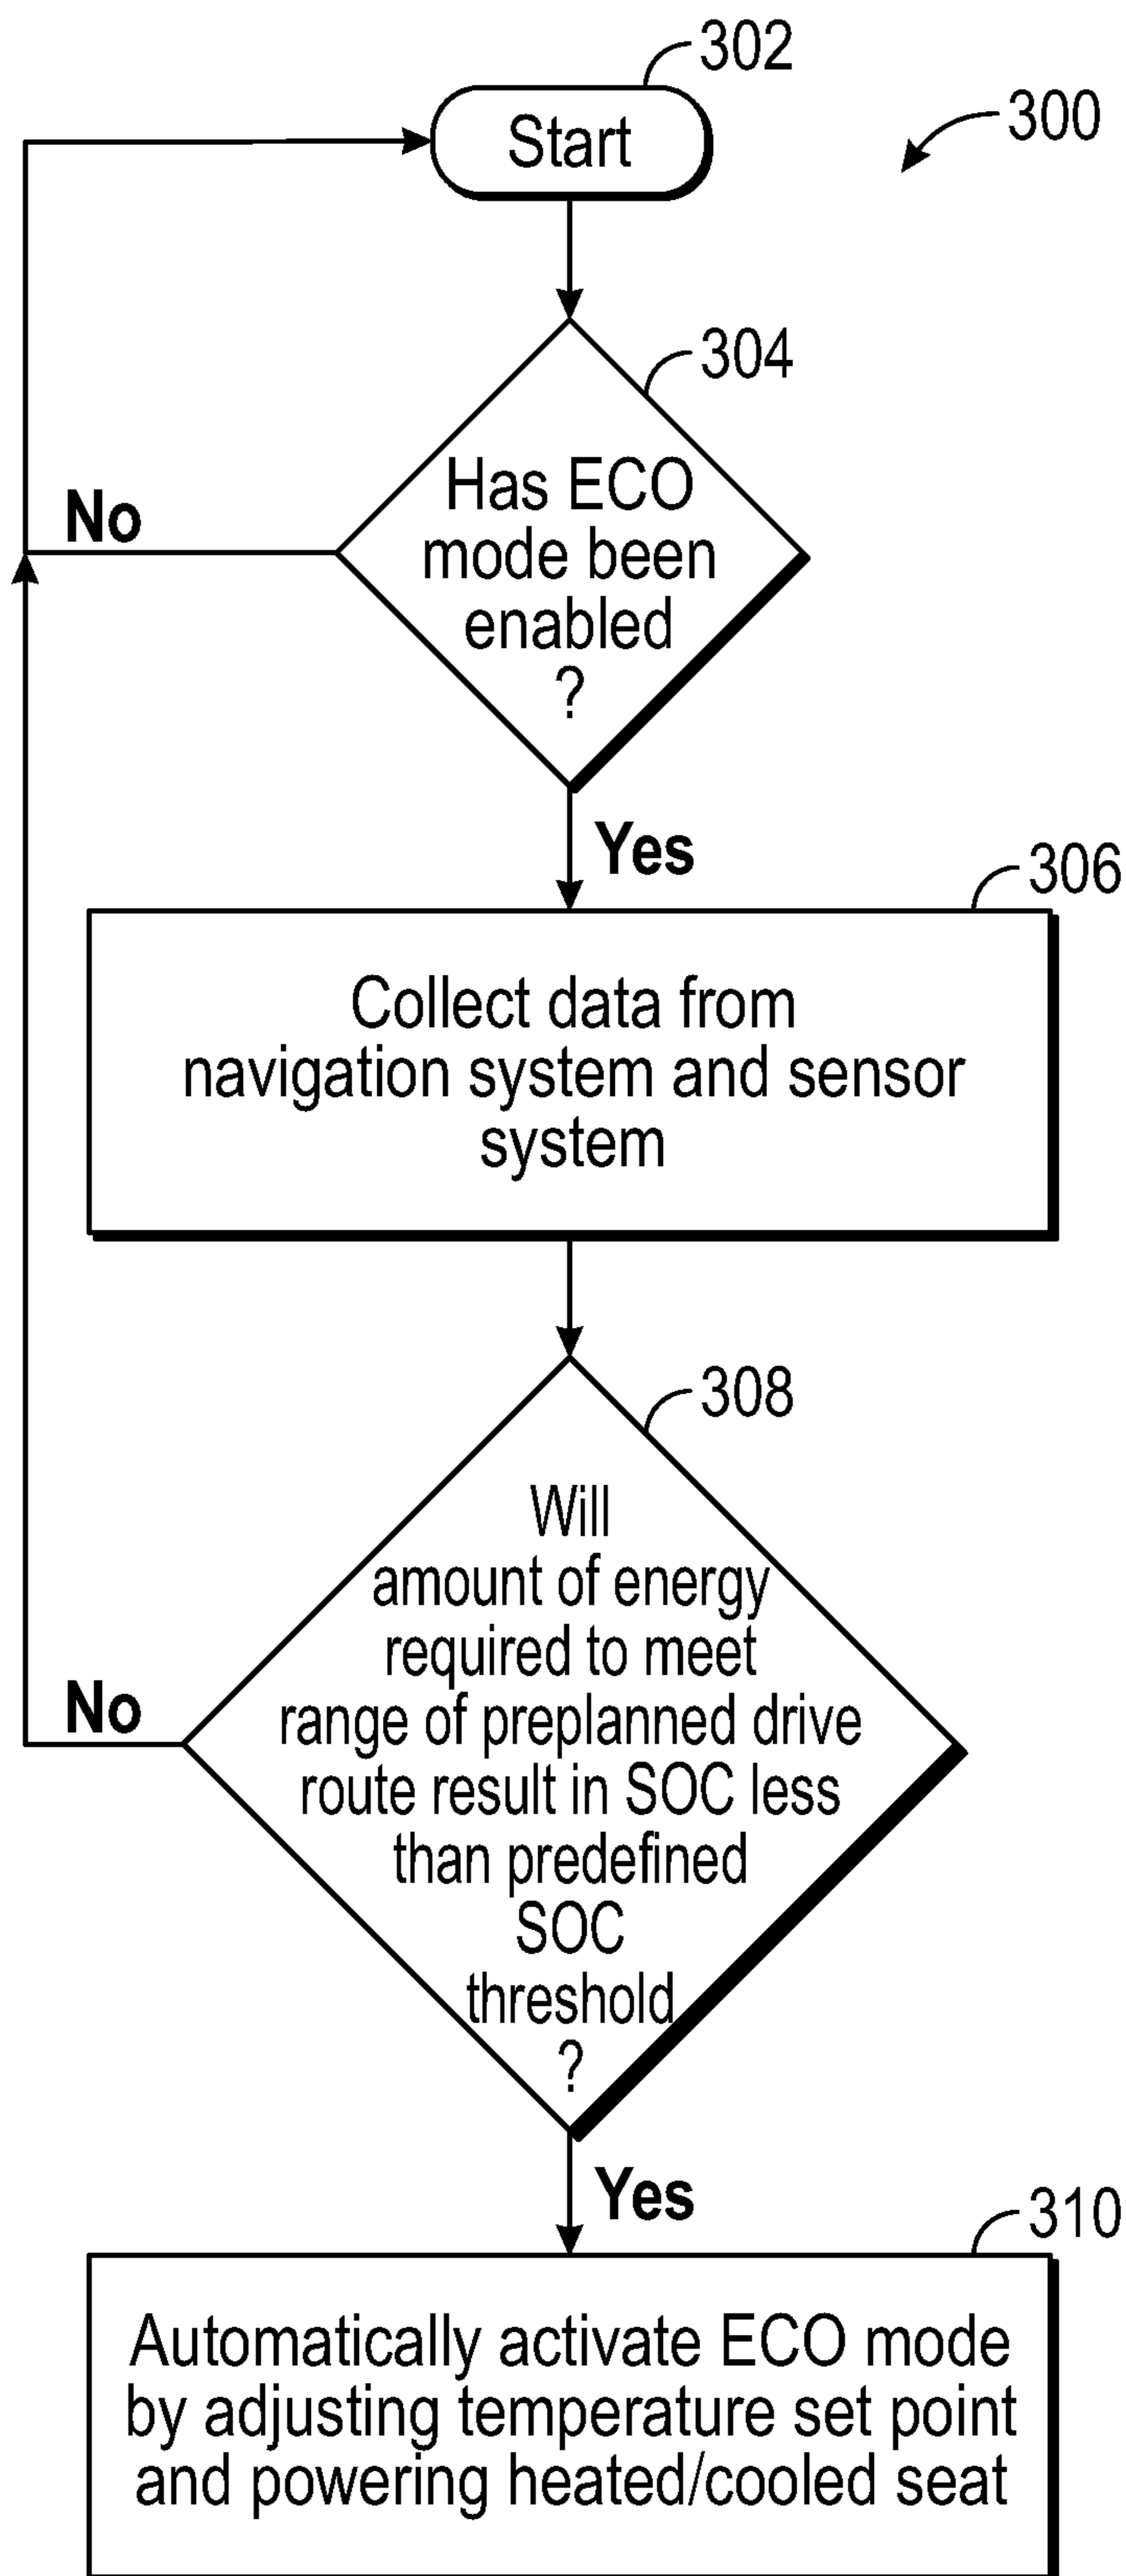 302
Start
300
304
Has ECO
mode been
enabled
?
No
Yes
306
Collect data from
navigation system and sensor
system
308
Will
amount of energy
required to meet
range of preplanned drive
route result in SOC less
than predefined
SOC
threshold
?
No
Yes
310
Automatically activate ECO mode
by adjusting temperature set point
and powering heated/cooled seat